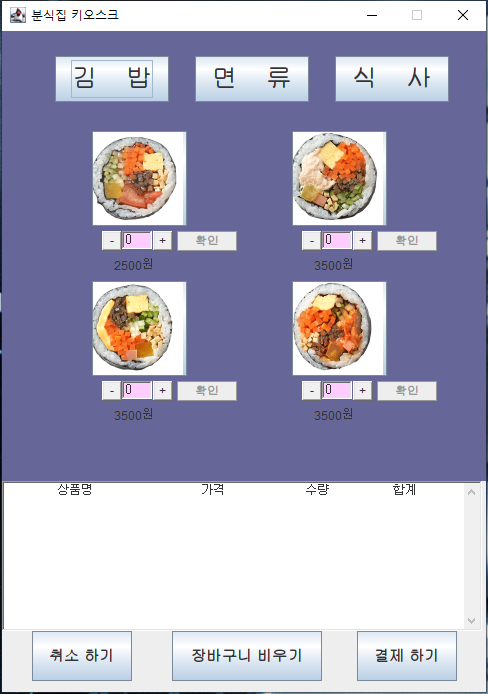 분식집 키오스크
김 밥 면 류 식 사
- 0 + 확인 - 0 + 확인
2500원 3500원
- 0 + 확인 - 0 + 확인
3500원 3500원
상품명 가격 수량 합계
취소 하기 장바구니 비우기 결제 하기